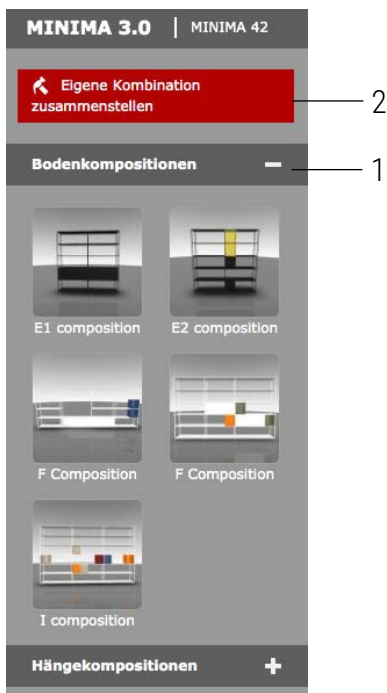 MINIMA 3.0 | MINIMA 42
Eigene Kombination
zusammenstellen
2
Bodenkompositionen
1
E1 composition E2 composition
F Composition F Composition
I composition
Hängekompositionen